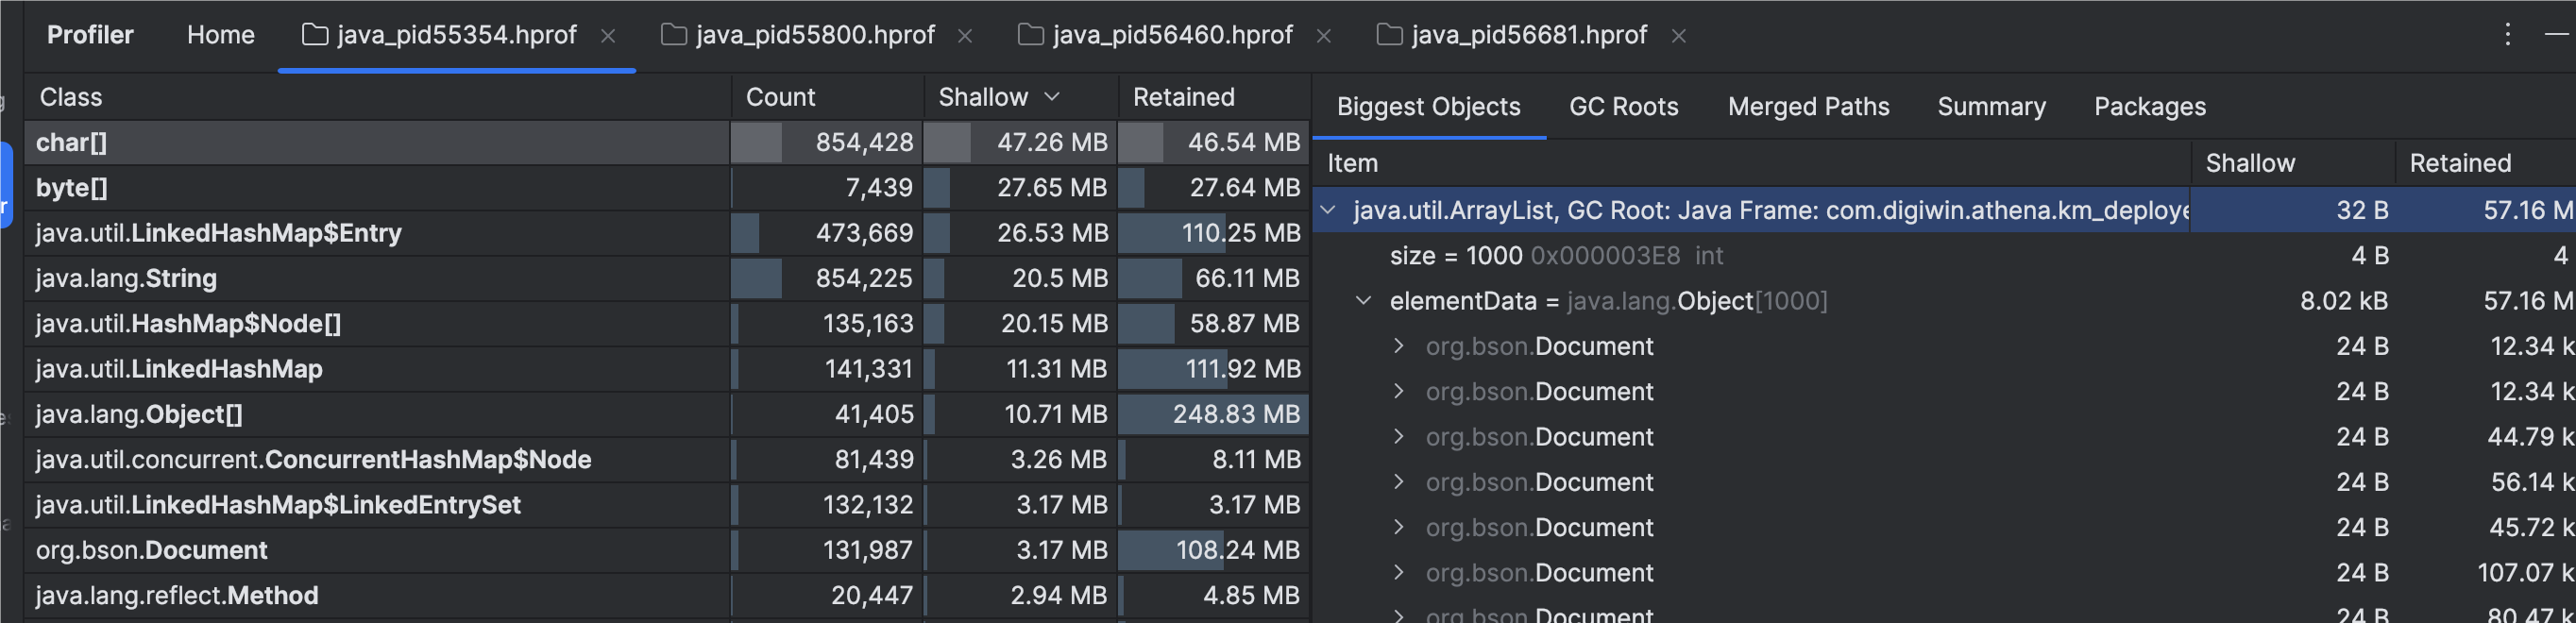 Profiler Home java_pid55354.hprof java_pid55800.hprof java_pid56460.hprof java_pid56681.hprof
Class Count Shallow Retained
char[] 854,428 47.26 MB 46.54 MB
byte[] 7,439 27.65 MB 27.64 MB
java.util.LinkedHashMap$Entry 473,669 26.53 MB 110.25 MB
java.lang.String 854,225 20.5 MB 66.11 MB
java.util.HashMap$Node[] 135,163 20.15 MB 58.87 MB
java.util.LinkedHashMap 141,331 11.31 MB 111.92 MB
java.lang.Object[] 41,405 10.71 MB 248.83 MB
java.util.concurrent.ConcurrentHashMap$Node 81,439 3.26 MB 8.11 MB
java.util.LinkedHashMap$LinkedEntrySet 132,132 3.17 MB 3.17 MB
org.bson.Document 131,987 3.17 MB 108.24 MB
java.lang.reflect.Method 20,447 2.94 MB 4.85 MB
Biggest Objects GC Roots Merged Paths Summary Packages
Item Shallow Retained
java.util.ArrayList, GC Root: Java Frame: com.digiwin.athena.km_deploye 32 B 57.16 M
size = 1000 0x000003E8 int 4 B 4
elementData = java.lang.Object[1000] 8.02 kB 57.16 M
org.bson.Document 24 B 12.34 k
org.bson.Document 24 B 12.34 k
org.bson.Document 24 B 44.79 k
org.bson.Document 24 B 56.14 k
org.bson.Document 24 B 45.72 k
org.bson.Document 24 B 107.07 k
org.bson.Document 24 B 80.47 k